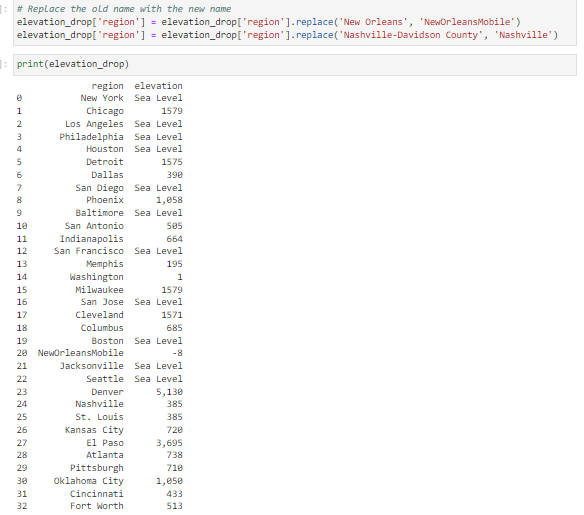 ]: # Replace the old name with the new name
elevation_drop['region'] = elevation_drop['region'].replace('New Orleans', 'NewOrleansMobile')
elevation_drop['region'] = elevation_drop['region'].replace('Nashville-Davidson County', 'Nashville')
]: print(elevation_drop)
region elevation
0 New York Sea Level
1 Chicago 1579
2 Los Angeles Sea Level
3 Philadelphia Sea Level
4 Houston Sea Level
5 Detroit 1575
6 Dallas 390
7 San Diego Sea Level
8 Phoenix 1,058
9 Baltimore Sea Level
10 San Antonio 505
11 Indianapolis 664
12 San Francisco Sea Level
13 Memphis 195
14 Washington 1
15 Milwaukee 1579
16 San Jose Sea Level
17 Cleveland 1571
18 Columbus 685
19 Boston Sea Level
20 NewOrleansMobile -8
21 Jacksonville Sea Level
22 Seattle Sea Level
23 Denver 5,130
24 Nashville 385
25 St. Louis 385
26 Kansas City 720
27 El Paso 3,695
28 Atlanta 738
29 Pittsburgh 710
30 Oklahoma City 1,050
31 Cincinnati 433
32 Fort Worth 513